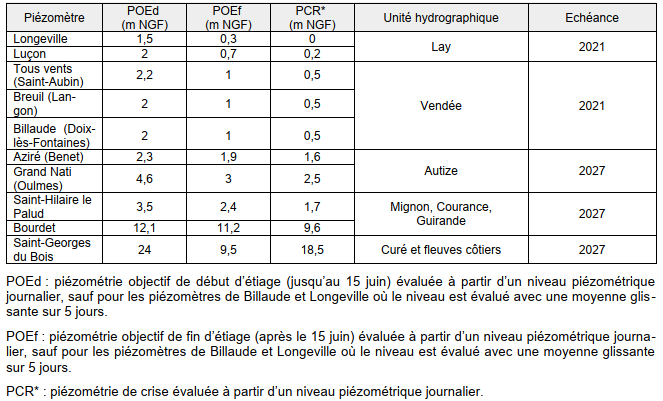 Piézomètre POEd (m NGF) POEf (m NGF) PCR* (m NGF) Unité hydrographique Echéance
Longeville 1,5 0,3 0 Lay 2021
Luçon 2 0,7 0,2
Tous vents (Saint-Aubin) 2,2 1 0,5 Vendée 2021
Breuil (Lan-
gon) 2 1 0,5
Billaude (Doix-
lès-Fontaines) 2 1 0,5
Aziré (Benet) 2,3 1,9 1,6 Autize 2027
Grand Nati (Oulmes) 4,6 3 2,5
Saint-Hilaire le Palud 3,5 2,4 1,7 Mignon, Courance, Guirande 2027
Bourdet 12,1 11,2 9,6
Saint-Georges du Bois 24 9,5 18,5 Curé et fleuves côtiers 2027
POEd : piézométrie objectif de début d'étiage (jusqu'au 15 juin) évaluée à partir d'un niveau piézométrique
journalier, sauf pour les piézomètres de Billaude et Longeville où le niveau est évalué avec une moyenne glis-
sante sur 5 jours.
POEf : piézométrie objectif de fin d'étiage (après le 15 juin) évaluée à partir d'un niveau piézométrique journa-
lier, sauf pour les piézomètres de Billaude et Longeville où le niveau est évalué avec une moyenne glissante
sur 5 jours.
PCR* : piézométrie de crise évaluée à partir d'un niveau piézométrique journalier.